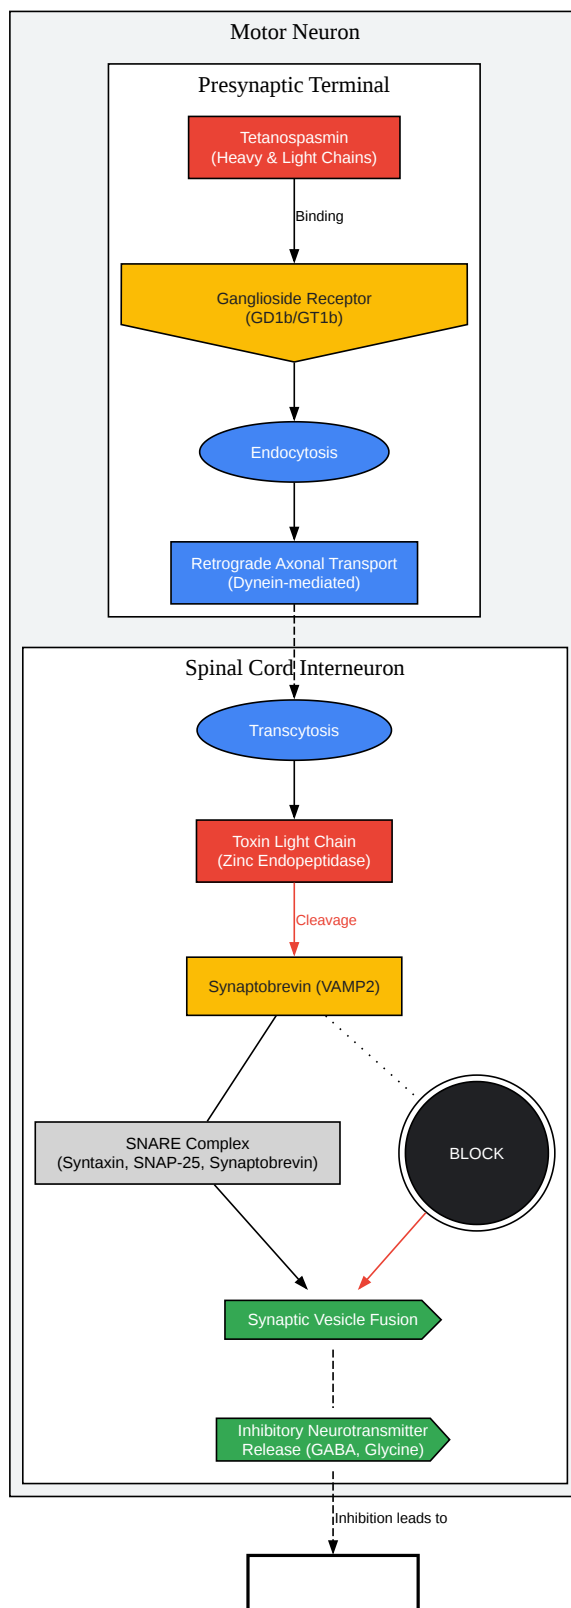 Motor Neuron
Presynaptic Terminal
Tetanospasmin
(Heavy & Light Chains)
Binding
Ganglioside Receptor
(GD1b/GT1b)
Endocytosis
Retrograde Axonal Transport
(Dynein-mediated)
Spinal Cord Interneuron
Transcytosis
Toxin Light Chain
(Zinc Endopeptidase)
Cleavage
Synaptobrevin (VAMP2)
SNARE Complex
(Syntaxin, SNAP-25, Synaptobrevin)
BLOCK
Synaptic Vesicle Fusion
Inhibitory Neurotransmitter
Release (GABA, Glycine)
Inhibition leads to